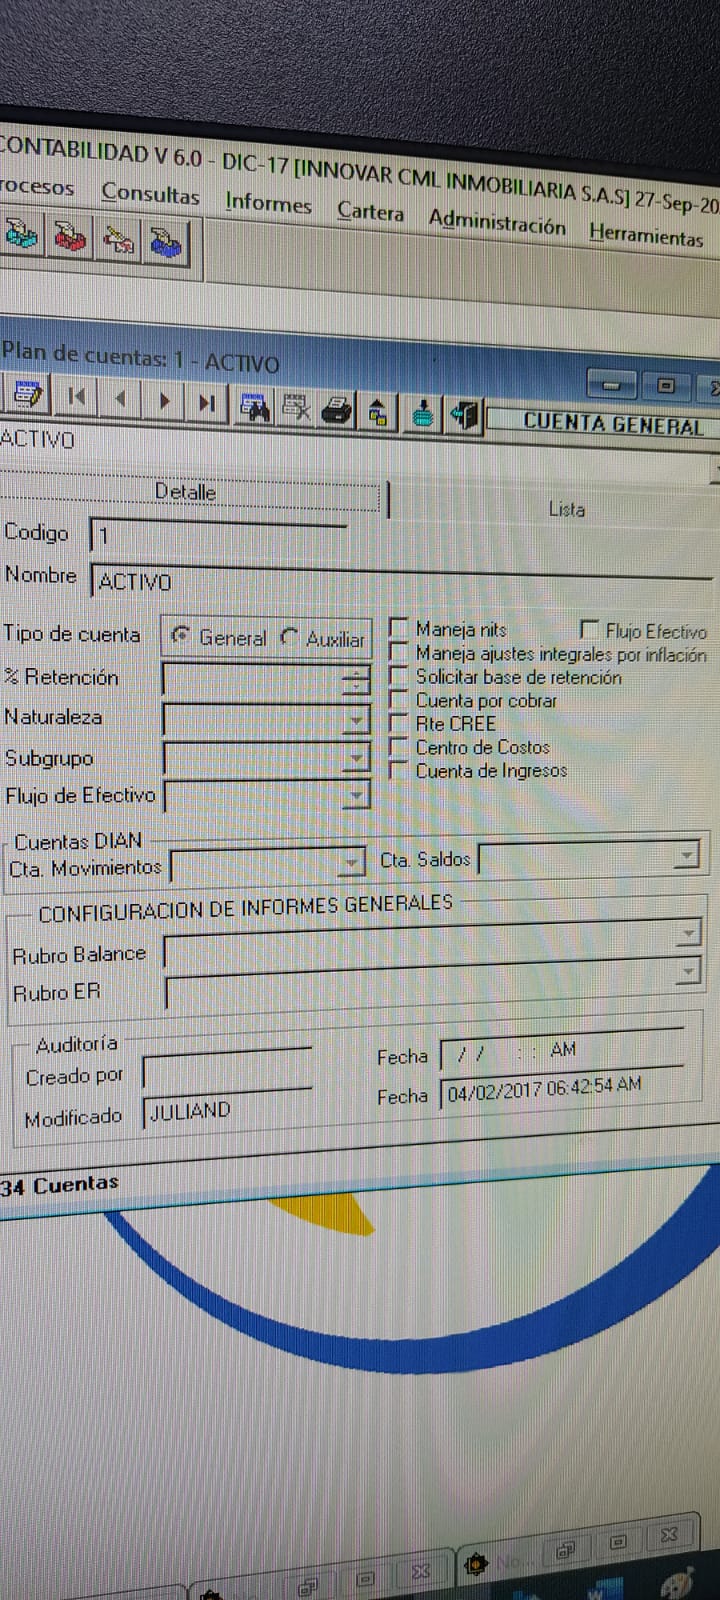 CONTABILIDAD V 6.0 - DIC-17 [INNOVAR CML INMOBILIARIA S.A.S] 27-Sep-20
rocesos Consultas Informes Cartera Administración Herramientas
Plan de cuentas: 1 - ACTIVO
CUENTA GENERAL
ACTIVO
Detalle Lista
Codigo 1
Nombre ACTIVO
Tipo de cuenta General Auxiliar
Maneja nits Flujo Efectivo
Maneja ajustes integrales por inflación
% Retención Solicitar base de retención
Cuenta por cobrar
Naturaleza Rte CREE
Centro de Costos
Subgrupo Cuenta de Ingresos
Flujo de Efectivo
Cuentas DIAN
Cta. Movimientos Cta. Saldos
CONFIGURACION DE INFORMES GENERALES
Rubro Balance
Rubro ER
Auditoría
Creado por Fecha / / : : AM
Modificado JULIAND Fecha 04/02/2017 06:42:54 AM
34 Cuentas